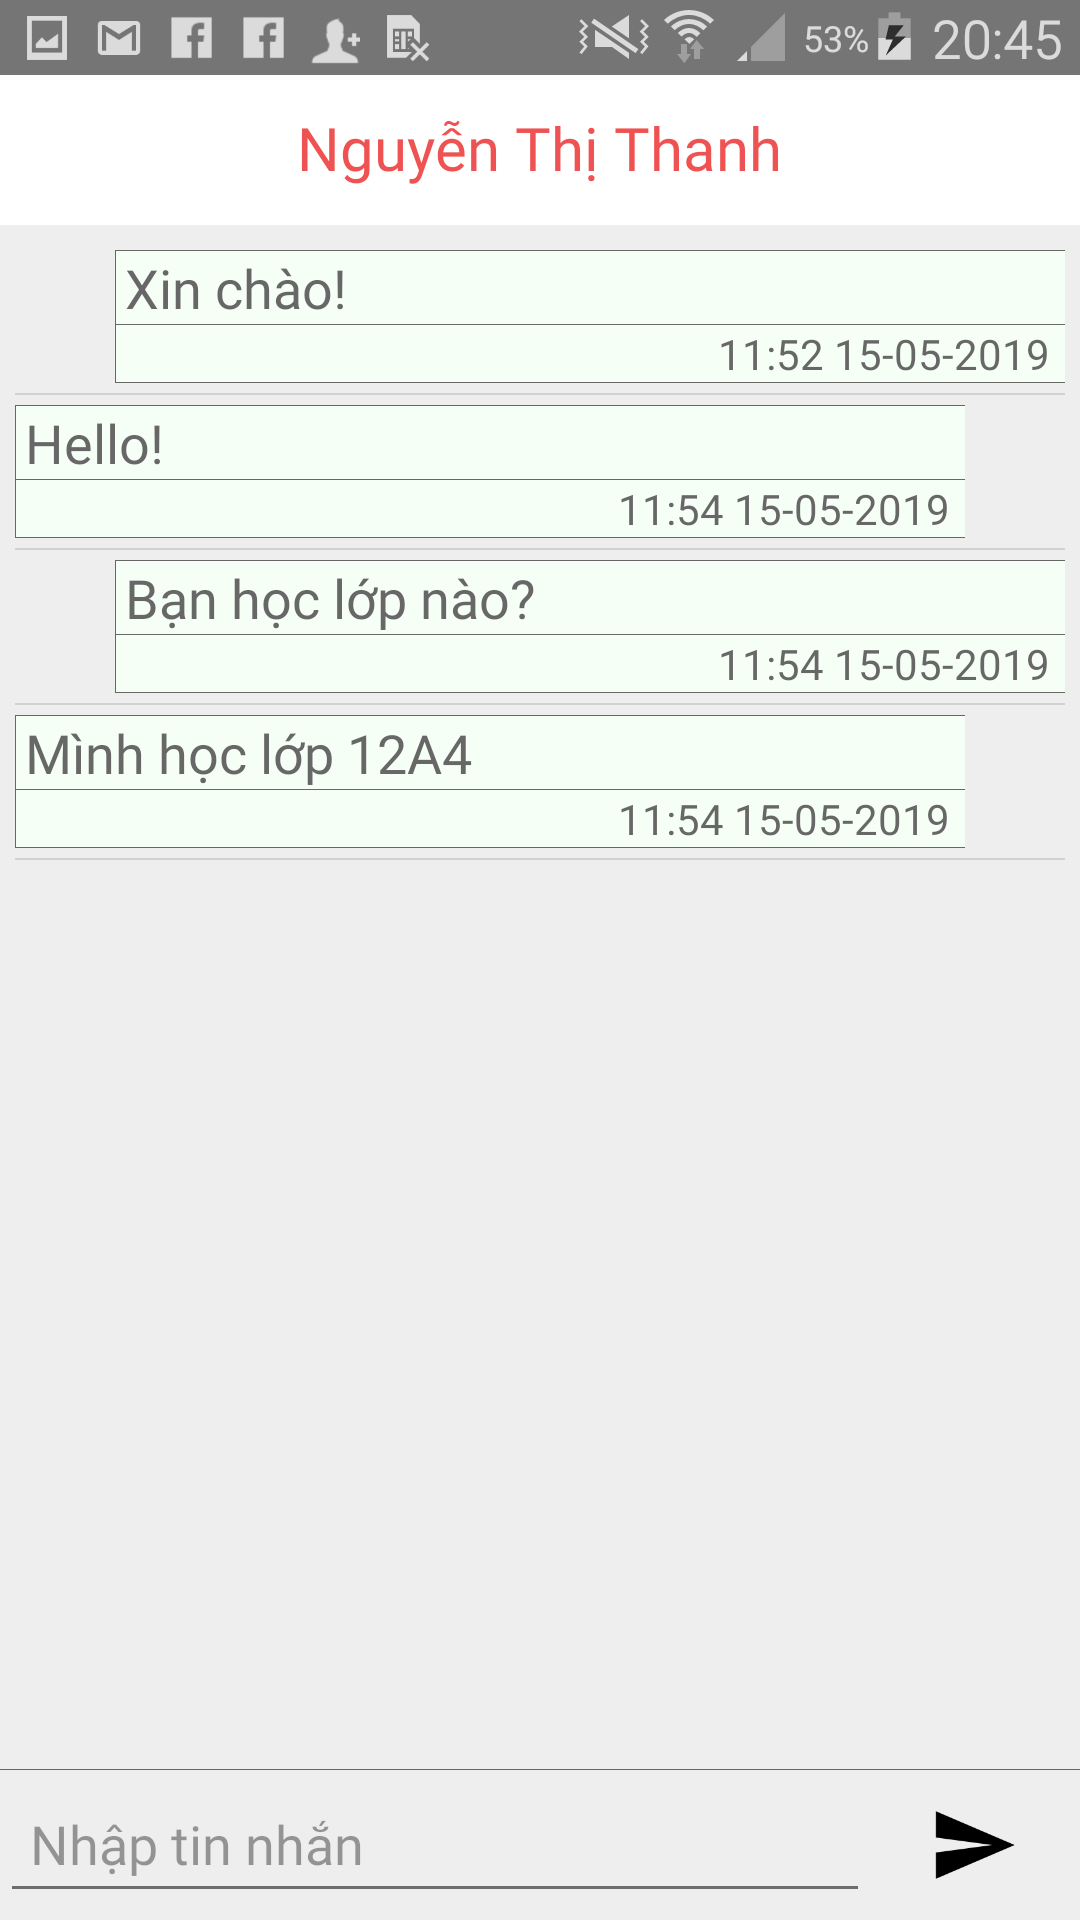 53% 20:45
Nguyễn Thị Thanh
Xin chào!
11:52 15-05-2019
Hello!
11:54 15-05-2019
Bạn học lớp nào?
11:54 15-05-2019
Mình học lớp 12A4
11:54 15-05-2019
Nhập tin nhắn